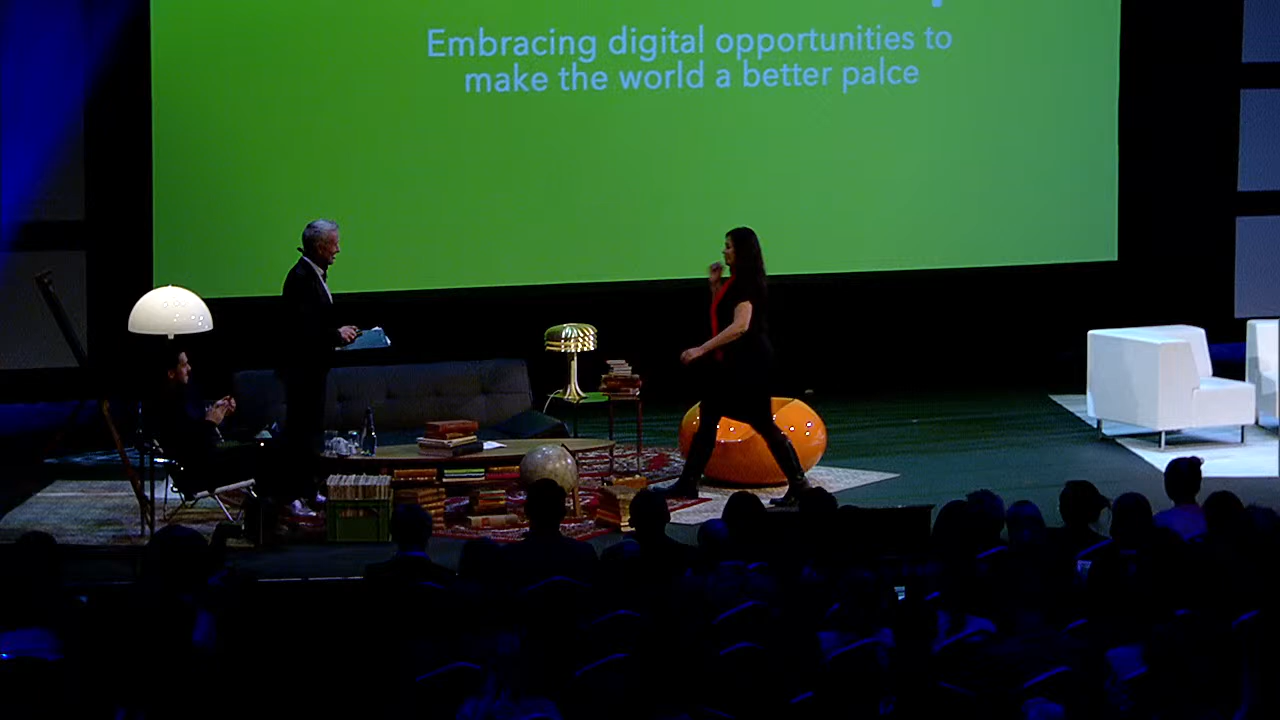 Embracing digital opportunities to
make the world a better palce